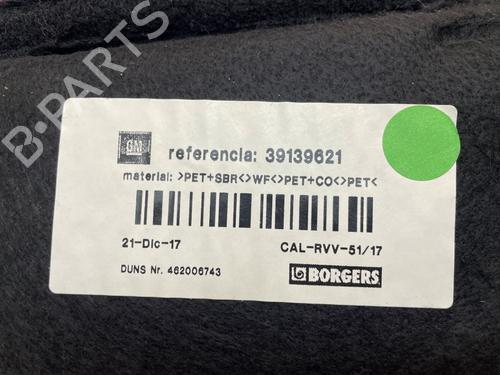 GM
referencia: 39139621
material: >PET+SBR<>WF<>PET+CO<>PET<
21-Dic-17 CAL-RVV-51/17
DUNS Nr. 462006743 BORGERS
B-PARTS